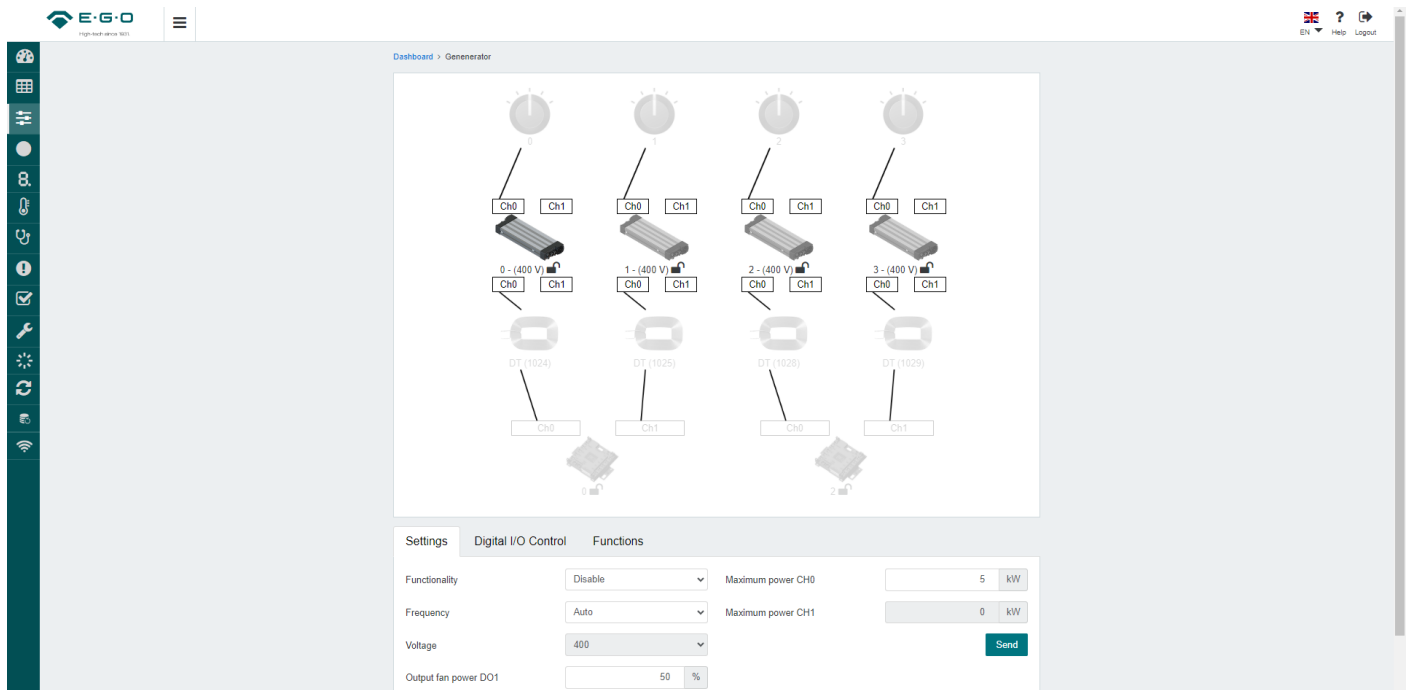 E·G·O
High-tech since 1931
EN Help Logout
Dashboard > Genenerator
0 1 2 3
Ch0 Ch1 Ch0 Ch1 Ch0 Ch1 Ch0 Ch1
0 - (400 V) 1 - (400 V) 2 - (400 V) 3 - (400 V)
Ch0 Ch1 Ch0 Ch1 Ch0 Ch1 Ch0 Ch1
DT (1024) DT (1025) DT (1028) DT (1029)
Ch0 Ch1 Ch0 Ch1
0 2
Settings Digital I/O Control Functions
Functionality Disable Maximum power CH0 5 kW
Frequency Auto Maximum power CH1 0 kW
Voltage 400 Send
Output fan power DO1 50 %